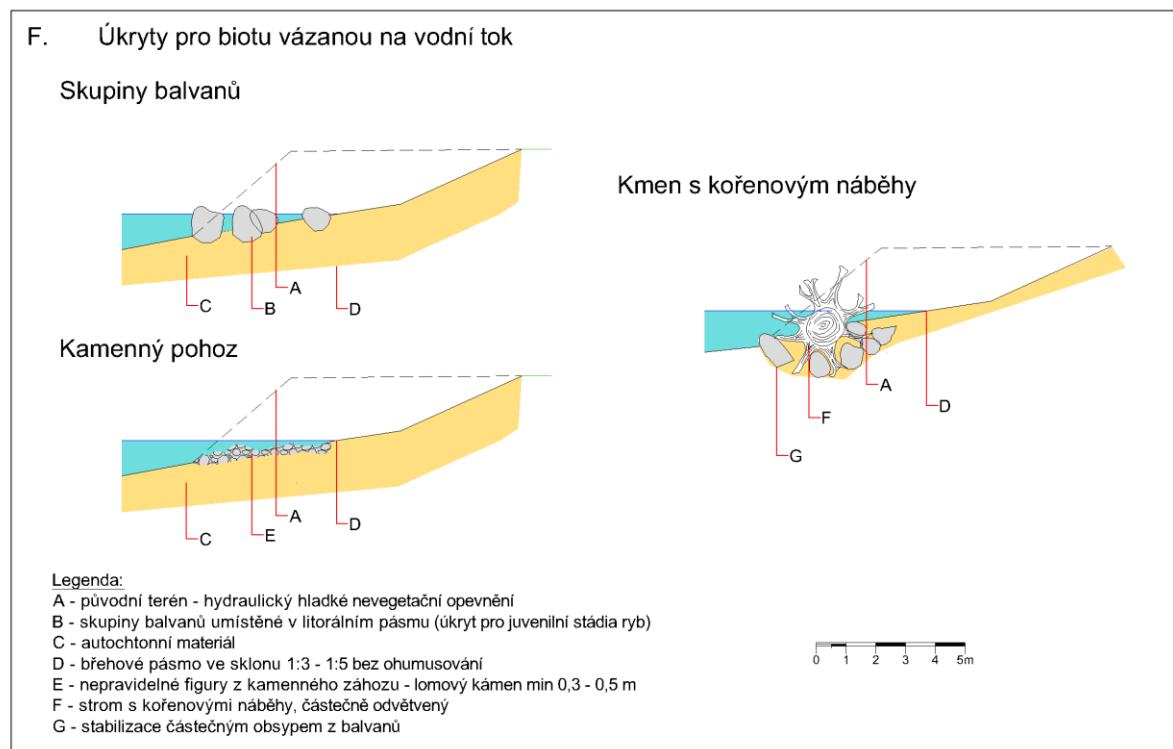 F. Úkryty pro biotu vázanou na vodní tok
Skupiny balvanů
C
B
A
D
Kmen s kořenovým náběhy
A
D
F
G
Kamenný pohoz
C
E
A
D
Legenda:
A - původní terén - hydraulický hladké nevegetační opevnění
B - skupiny balvanů umístěné v litorálním pásmu (úkryt pro juvenilní stádia ryb)
C - autochtonní materiál
D - břehové pásmo ve sklonu 1:3 - 1:5 bez ohumusování
E - nepravidelné figury z kamenného záhozu - lomový kámen min 0,3 - 0,5 m
F - strom s kořenovými náběhy, částečně odvětvený
G - stabilizace částečným obsypem z balvanů
0 1 2 3 4 5m